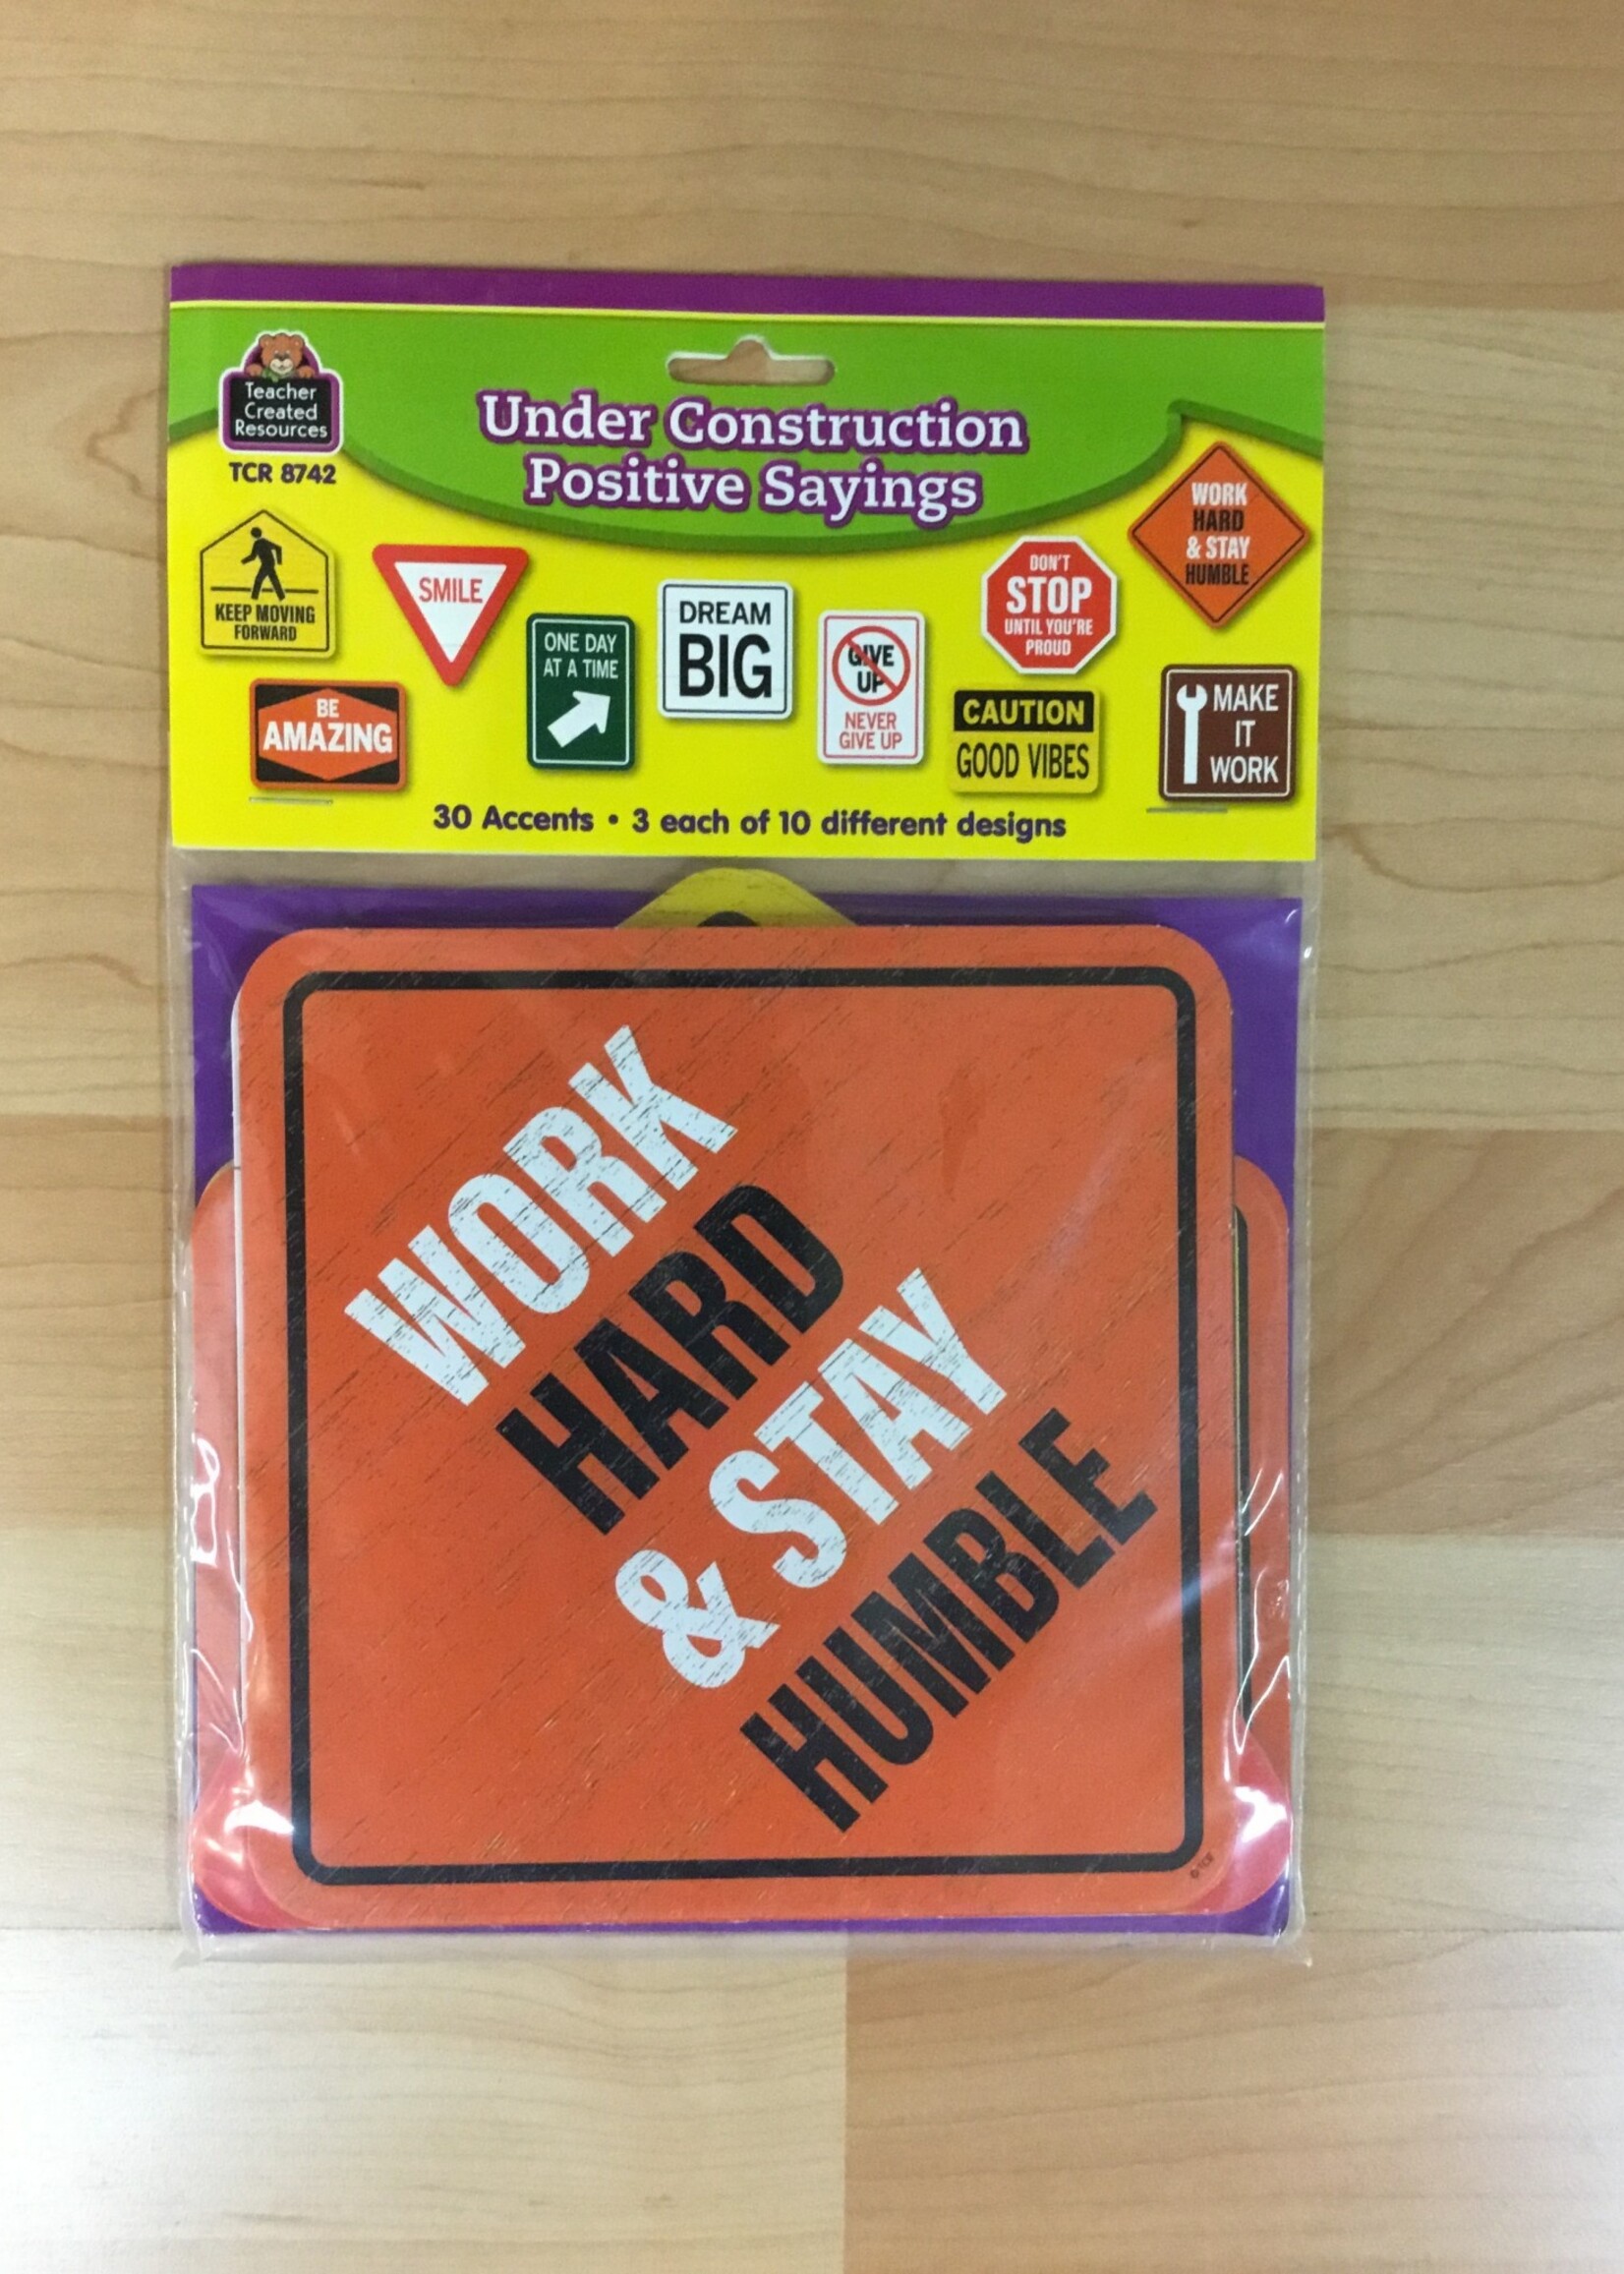 Teacher
Created
Resources
TCR 8742
Under Construction
Positive Sayings
KEEP MOVING
FORWARD
SMILE
ONE DAY
AT A TIME
DREAM
BIG
GIVE
UP
NEVER
GIVE UP
DON'T
STOP
UNTIL YOU'RE
PROUD
WORK
HARD
& STAY
HUMBLE
BE
AMAZING
CAUTION
GOOD VIBES
MAKE
IT
WORK
30 Accents • 3 each of 10 different designs
WORK
HARD
& STAY
HUMBLE
©TCR